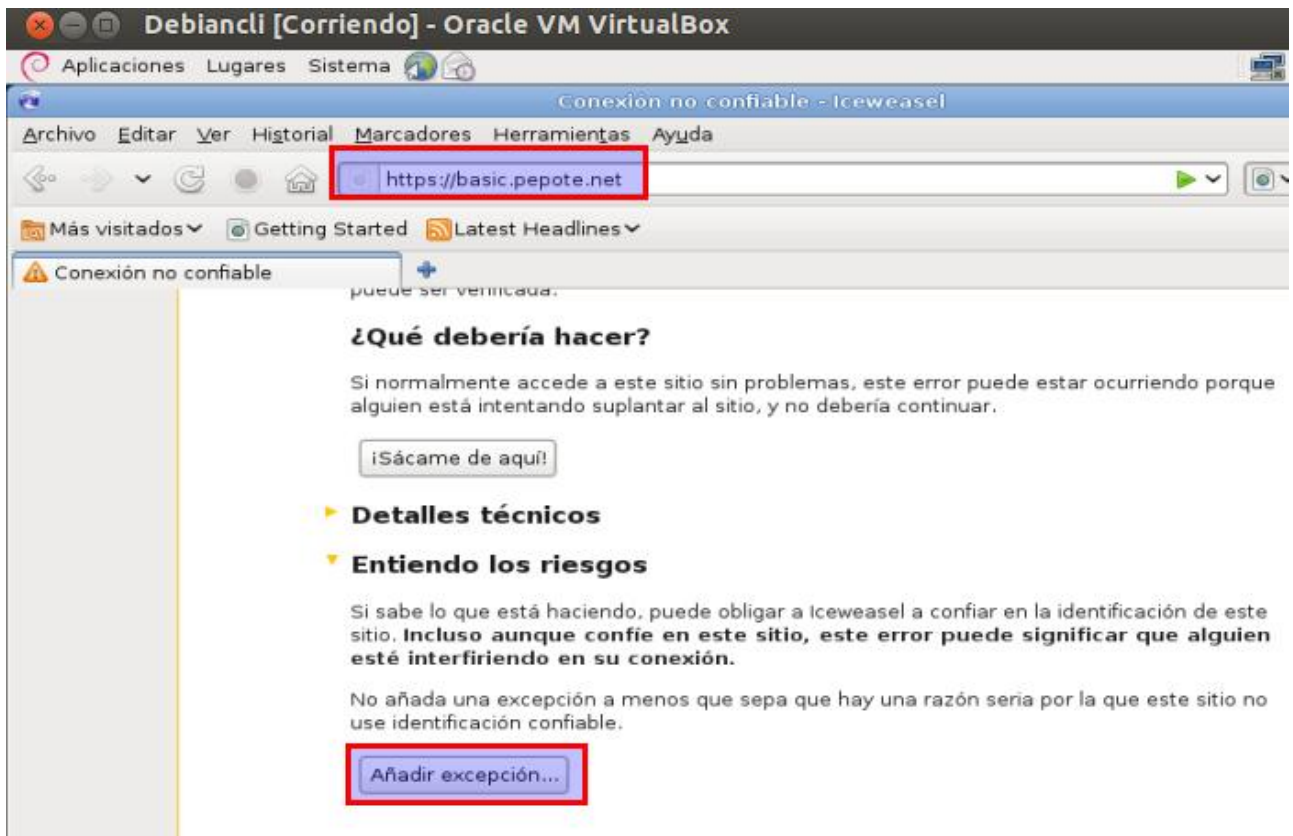 Debiancli [Corriendo] - Oracle VM VirtualBox
Aplicaciones Lugares Sistema
Conexión no confiable - Iceweasel
Archivo Editar Ver Historial Marcadores Herramientas Ayuda
https://basic.pepote.net
Más visitados Getting Started Latest Headlines
Conexión no confiable
puede ser verificada.
¿Qué debería hacer?
Si normalmente accede a este sitio sin problemas, este error puede estar ocurriendo porque
alguien está intentando suplantar al sitio, y no debería continuar.
¡Sácame de aquí!
Detalles técnicos
Entiendo los riesgos
Si sabe lo que está haciendo, puede obligar a Iceweasel a confiar en la identificación de este
sitio. Incluso aunque confíe en este sitio, este error puede significar que alguien
esté interfiriendo en su conexión.
No añada una excepción a menos que sepa que hay una razón seria por la que este sitio no
use identificación confiable.
Añadir excepción...